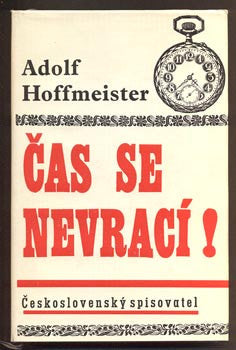 Adolf
Hoffmeister
ČAS SE
NEVRACÍ!
Československý spisovatel